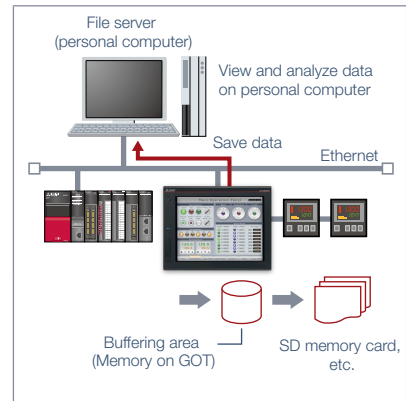 File server
(personal computer)
View and analyze data
on personal computer
Save data
Ethernet
Buffering area
(Memory on GOT)
SD memory card,
etc.